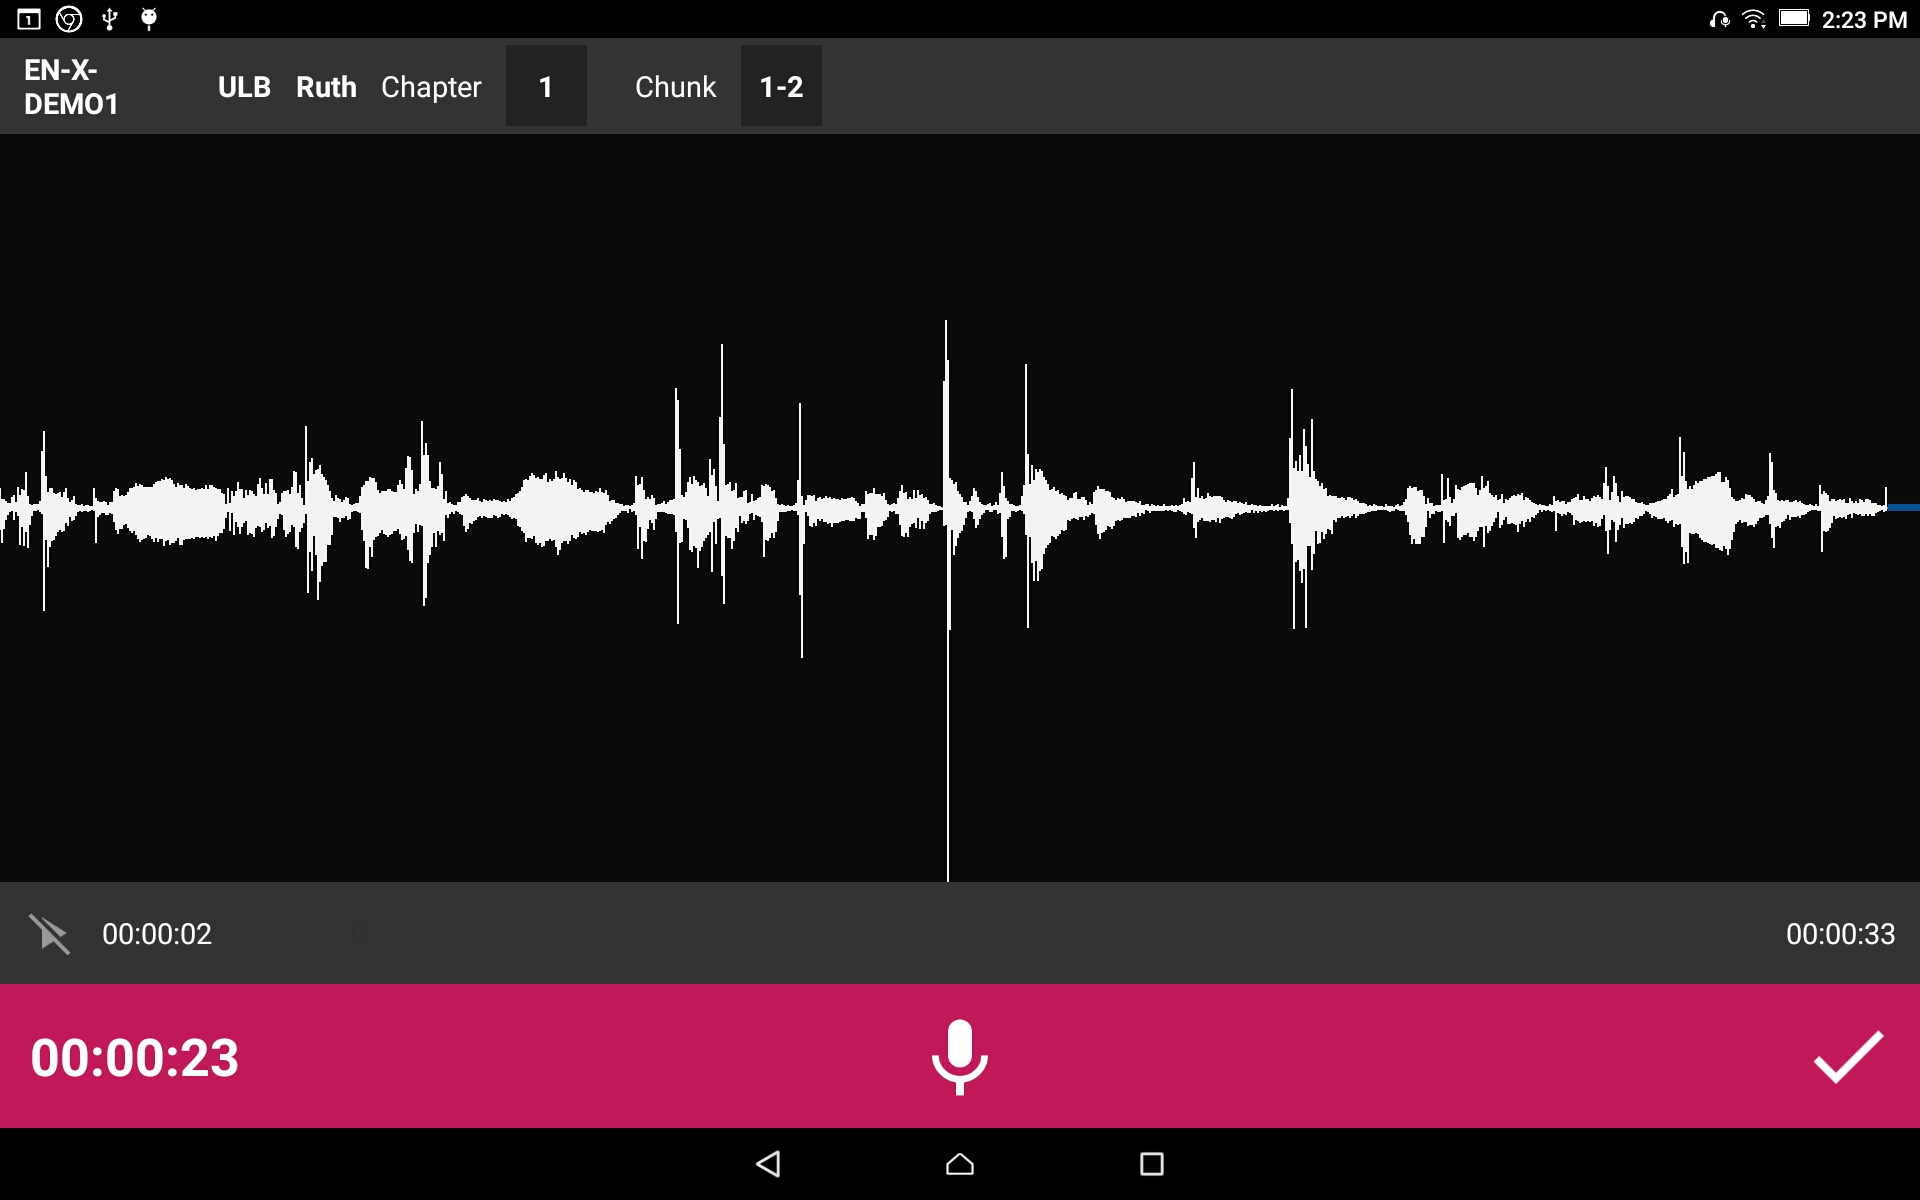 1
2:23 PM
EN-X-
DEMO1
ULB Ruth Chapter 1 Chunk 1-2
00:00:02
00:00:33
00:00:23